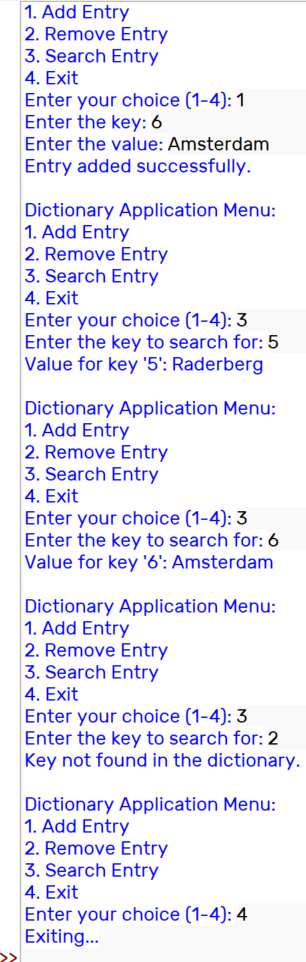 1. Add Entry
2. Remove Entry
3. Search Entry
4. Exit
Enter your choice (1-4): 1
Enter the key: 6
Enter the value: Amsterdam
Entry added successfully.

Dictionary Application Menu:
1. Add Entry
2. Remove Entry
3. Search Entry
4. Exit
Enter your choice (1-4): 3
Enter the key to search for: 5
Value for key '5': Raderberg

Dictionary Application Menu:
1. Add Entry
2. Remove Entry
3. Search Entry
4. Exit
Enter your choice (1-4): 3
Enter the key to search for: 6
Value for key '6': Amsterdam

Dictionary Application Menu:
1. Add Entry
2. Remove Entry
3. Search Entry
4. Exit
Enter your choice (1-4): 3
Enter the key to search for: 2
Key not found in the dictionary.

Dictionary Application Menu:
1. Add Entry
2. Remove Entry
3. Search Entry
4. Exit
Enter your choice (1-4): 4
Exiting...
>>